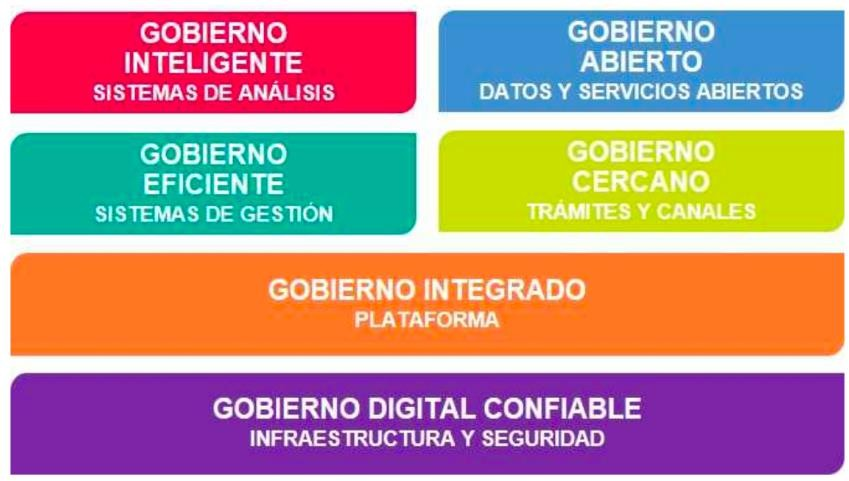 GOBIERNO
INTELIGENTE
SISTEMAS DE ANÁLISIS
GOBIERNO
ABIERTO
DATOS Y SERVICIOS ABIERTOS
GOBIERNO
EFICIENTE
SISTEMAS DE GESTIÓN
GOBIERNO
CERCANO
TRÁMITES Y CANALES
GOBIERNO INTEGRADO
PLATAFORMA
GOBIERNO DIGITAL CONFIABLE
INFRAESTRUCTURA Y SEGURIDAD